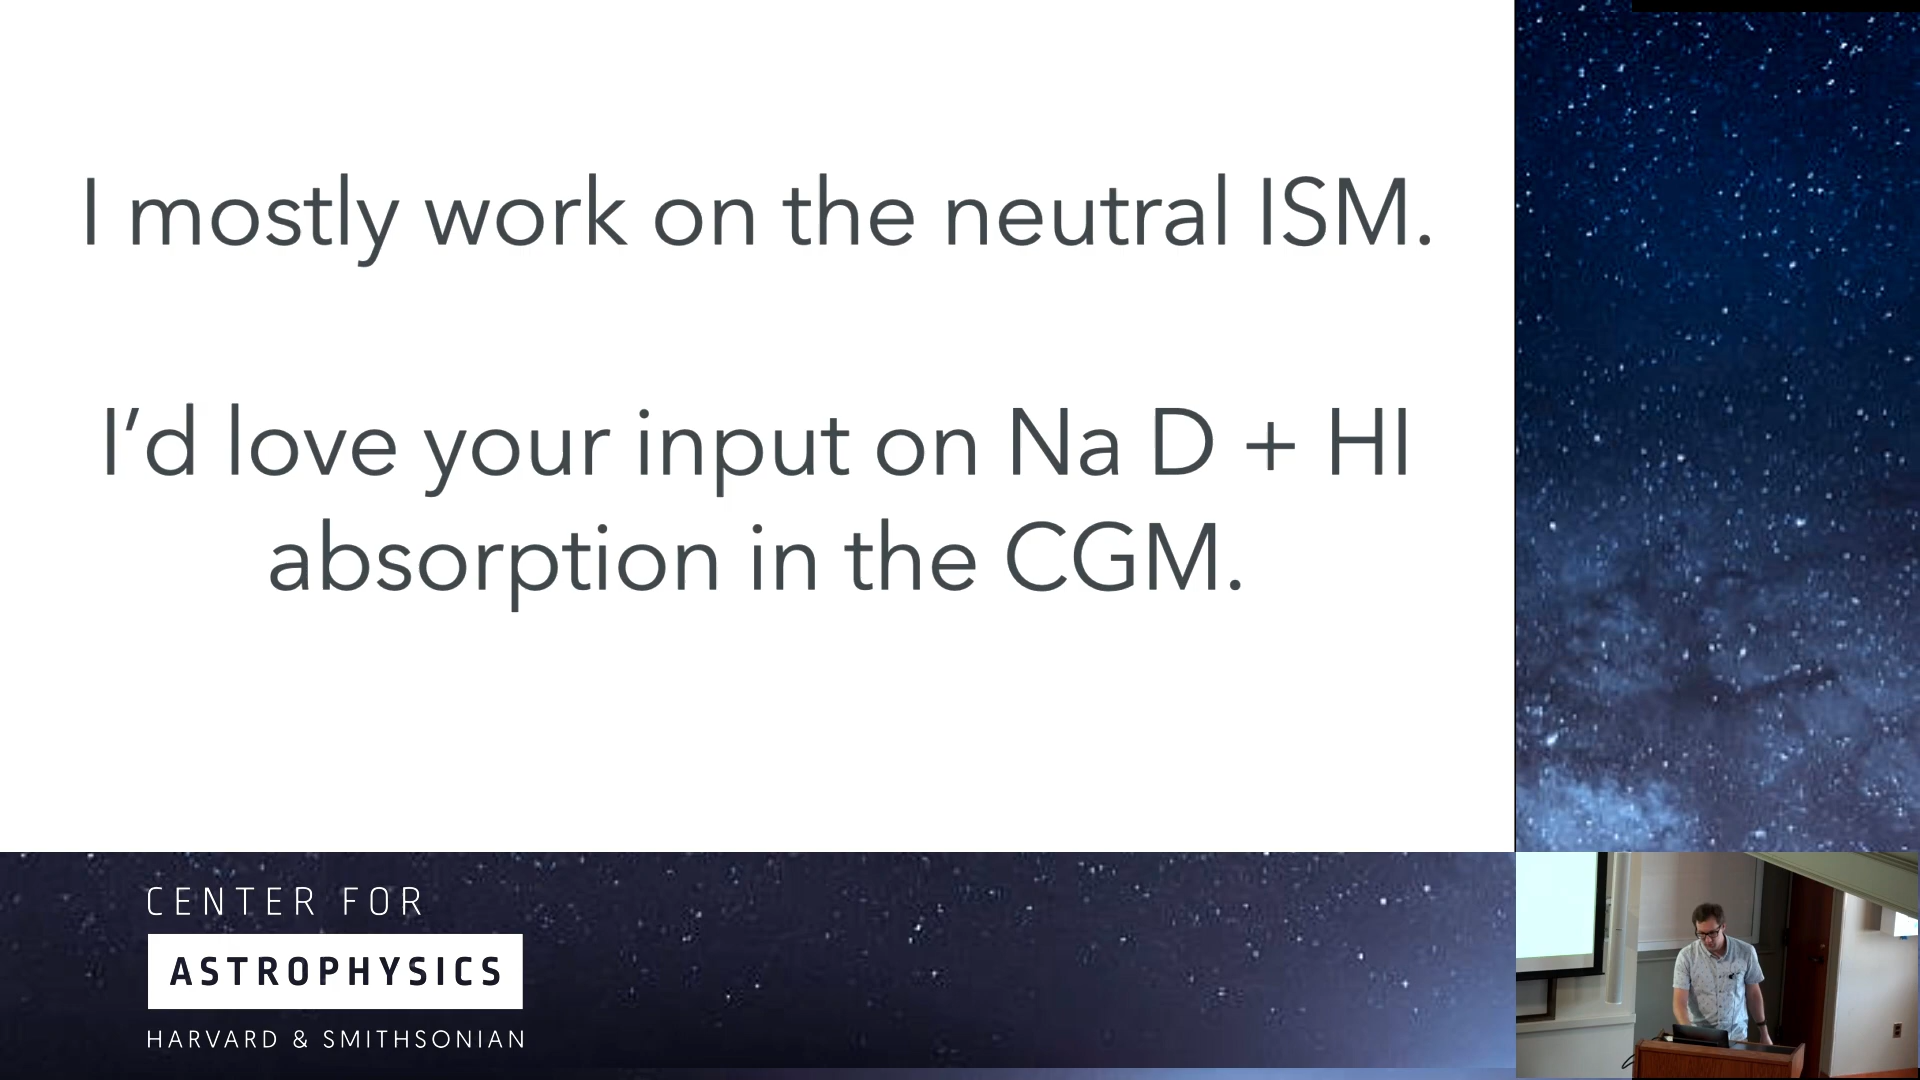 I mostly work on the neutral ISM.
I’d love your input on Na D + HI
absorption in the CGM.
CENTER FOR
ASTROPHYSICS
HARVARD & SMITHSONIAN